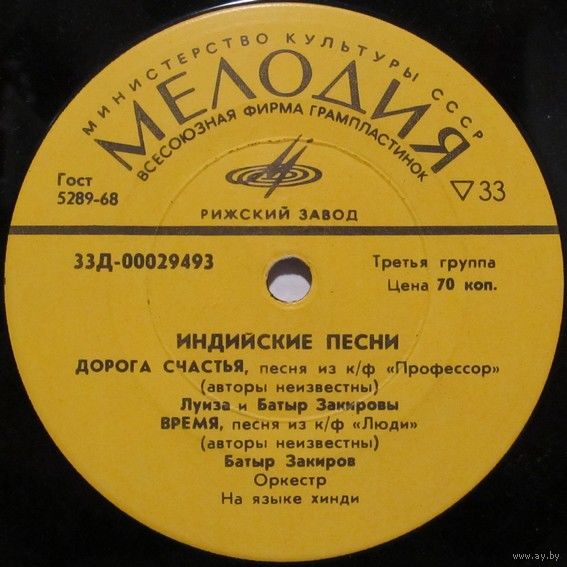 МИНИСТЕРСТВО КУЛЬТУРЫ СССР
МЕЛОДИЯ
ВСЕСОЮЗНАЯ ФИРМА ГРАМПЛАСТИНОК
Гост
5289-68
▽33
РИЖСКИЙ ЗАВОД
33Д-00029493
Третья группа
Цена 70 коп.
ИНДИЙСКИЕ ПЕСНИ
ДОРОГА СЧАСТЬЯ, песня из к/ф «Профессор»
(авторы неизвестны)
Луиза и Батыр Закировы
ВРЕМЯ, песня из к/ф «Люди»
(авторы неизвестны)
Батыр Закиров
Оркестр
На языке хинди
www.ay.by